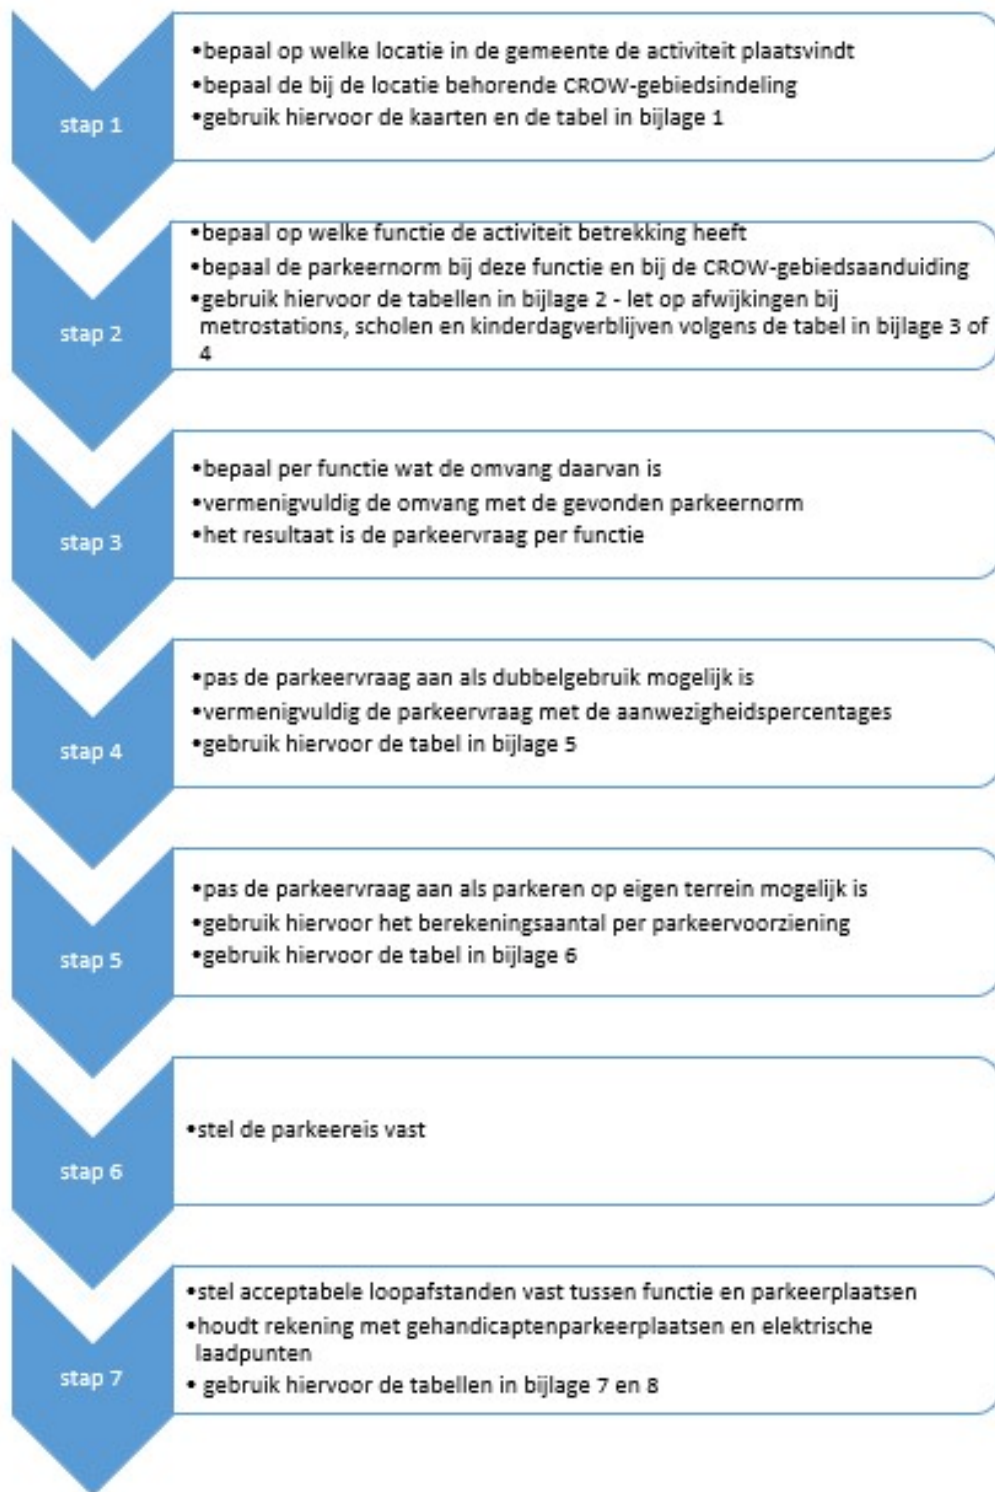 stap 1
•bepaal op welke locatie in de gemeente de activiteit plaatsvindt
•bepaal de bij de locatie behorende CROW-gebiedsindeling
•gebruik hiervoor de kaarten en de tabel in bijlage 1
stap 2
•bepaal op welke functie de activiteit betrekking heeft
•bepaal de parkeernorm bij deze functie en bij de CROW-gebiedsaanduiding
•gebruik hiervoor de tabellen in bijlage 2 - let op afwijkingen bij
metrostations, scholen en kinderdagverblijven volgens de tabel in bijlage 3 of
4
stap 3
•bepaal per functie wat de omvang daarvan is
•vermenigvuldig de omvang met de gevonden parkeernorm
•het resultaat is de parkeervraag per functie
stap 4
•pas de parkeervraag aan als dubbelgebruik mogelijk is
•vermenigvuldig de parkeervraag met de aanwezigheidspercentages
•gebruik hiervoor de tabel in bijlage 5
stap 5
•pas de parkeervraag aan als parkeren op eigen terrein mogelijk is
•gebruik hiervoor het berekeningsaantal per parkeervoorziening
•gebruik hiervoor de tabel in bijlage 6
stap 6
•stel de parkeereis vast
stap 7
•stel acceptabele loopafstanden vast tussen functie en parkeerplaatsen
•houdt rekening met gehandicaptenparkeerplaatsen en elektrische
laadpunten
• gebruik hiervoor de tabellen in bijlage 7 en 8